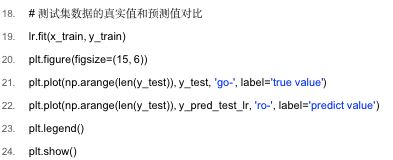 18. # 测试集数据的真实值和预测值对比
19. lr.fit(x_train, y_train)
20. plt.figure(figsize=(15, 6))
21. plt.plot(np.arange(len(y_test)), y_test, 'go-', label='true value')
22. plt.plot(np.arange(len(y_test)), y_pred_test_lr, 'ro-', label='predict value')
23. plt.legend()
24. plt.show()